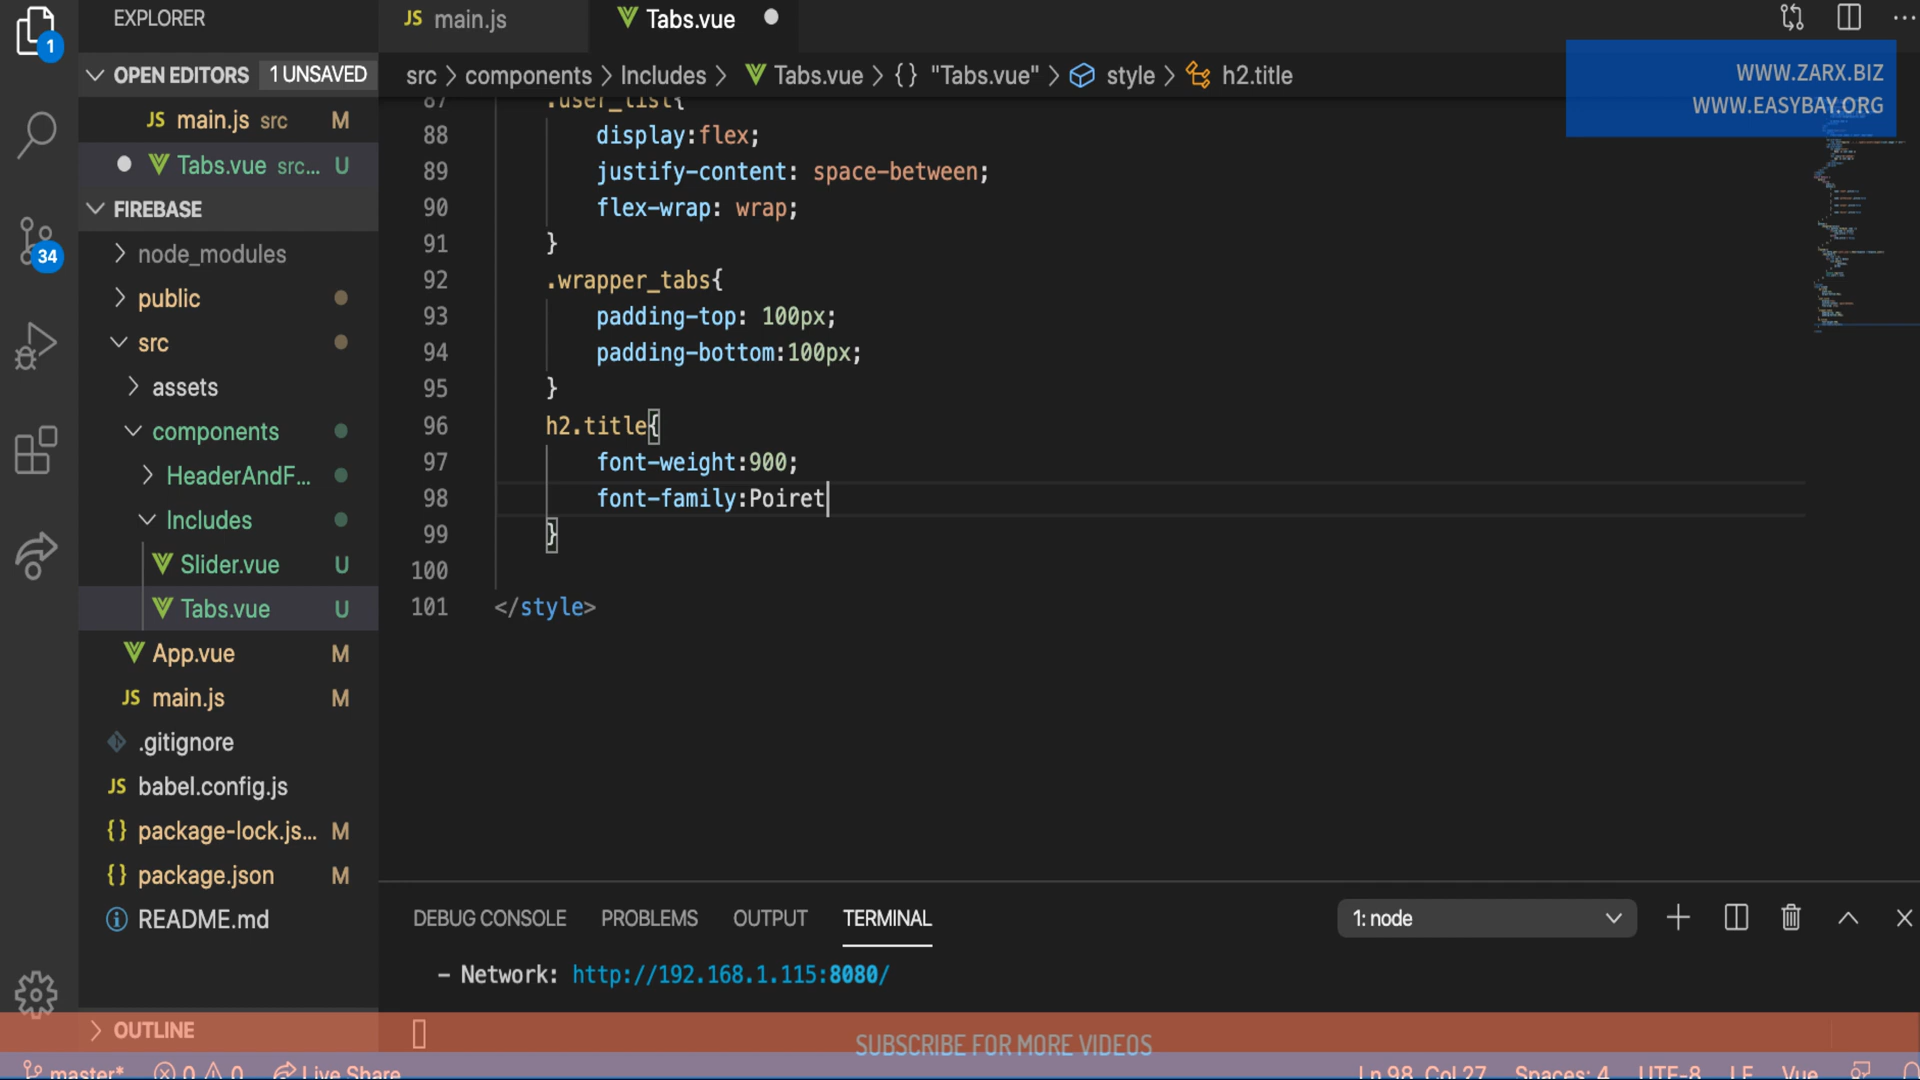 EXPLORER
JS main.js
Tabs.vue
OPEN EDITORS 1 UNSAVED
src > components > Includes > Tabs.vue > {} "Tabs.vue" > style > h2.title
WWW.ZARX.BIZ
WWW.EASYBAY.ORG
1
JS main.js src M
Tabs.vue src... U
FIREBASE
34
node_modules
public
src
assets
components
HeaderAndF...
Includes
Slider.vue U
Tabs.vue U
App.vue M
JS main.js M
.gitignore
JS babel.config.js
{} package-lock.js... M
{} package.json M
README.md
OUTLINE
87 .user_list{
88 display:flex;
89 justify-content: space-between;
90 flex-wrap: wrap;
91 }
92 .wrapper_tabs{
93 padding-top: 100px;
94 padding-bottom:100px;
95 }
96 h2.title{
97 font-weight:900;
98 font-family:Poiret
99 }
100
101 </style>
DEBUG CONSOLE PROBLEMS OUTPUT TERMINAL 1: node
- Network: http://192.168.1.115:8080/
SUBSCRIBE FOR MORE VIDEOS
master* 0 0 Live Share Ln 98, Col 27 Spaces: 4 UTF-8 LF Vue